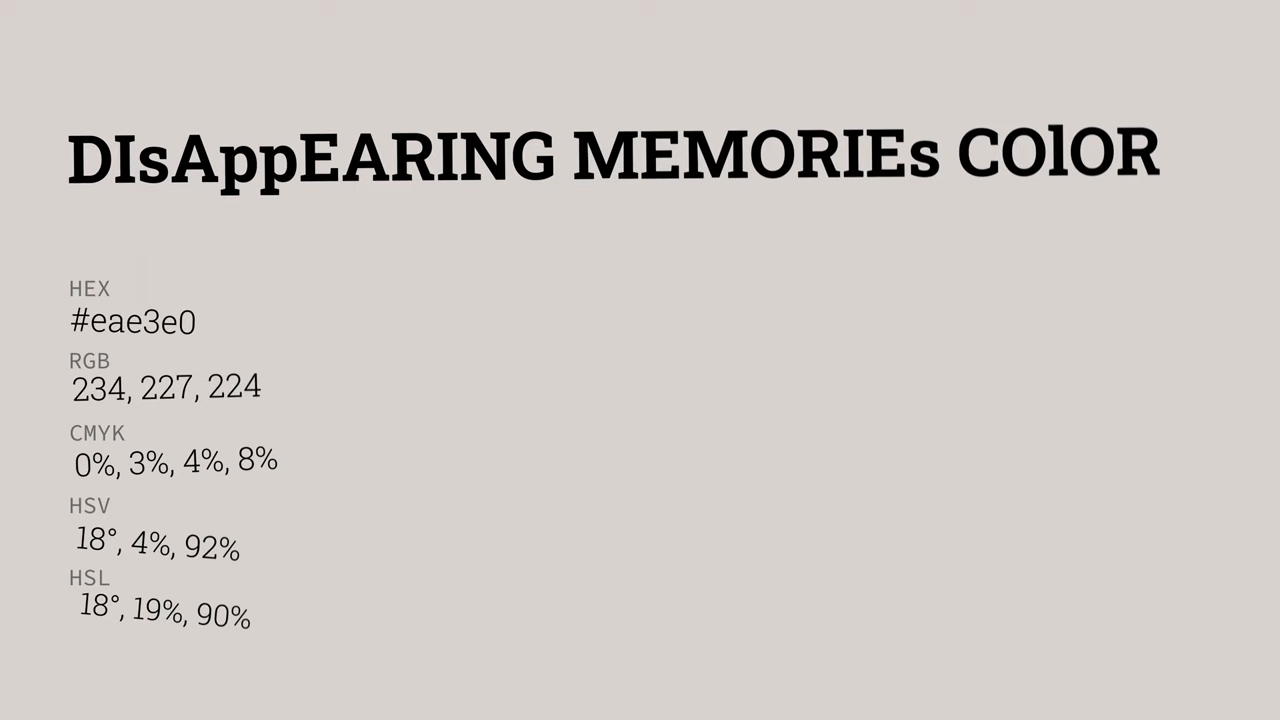 DIsAppEARING MEMORIEs COlOR
HEX
#eae3e0
RGB
234, 227, 224
CMYK
0%, 3%, 4%, 8%
HSV
18°, 4%, 92%
HSL
18°, 19%, 90%